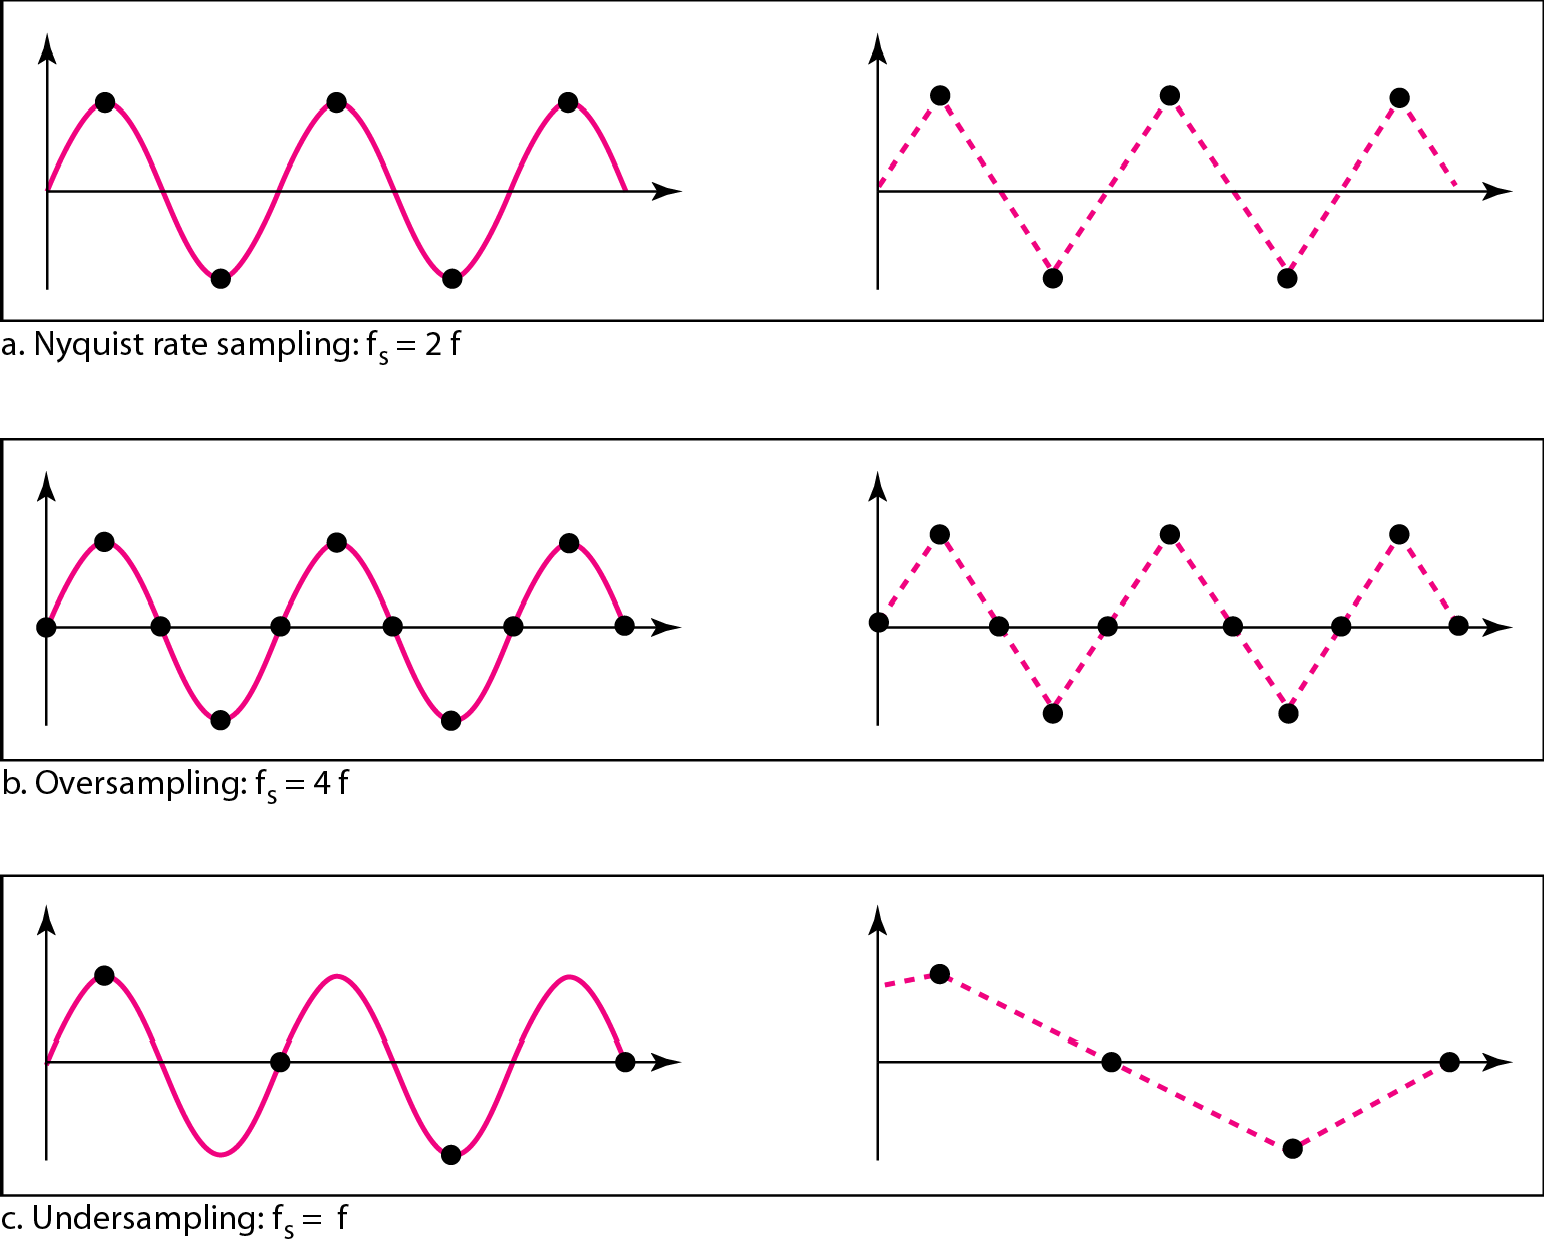 a. Nyquist rate sampling: fs = 2 f
b. Oversampling: fs = 4 f
c. Undersampling: fs = f